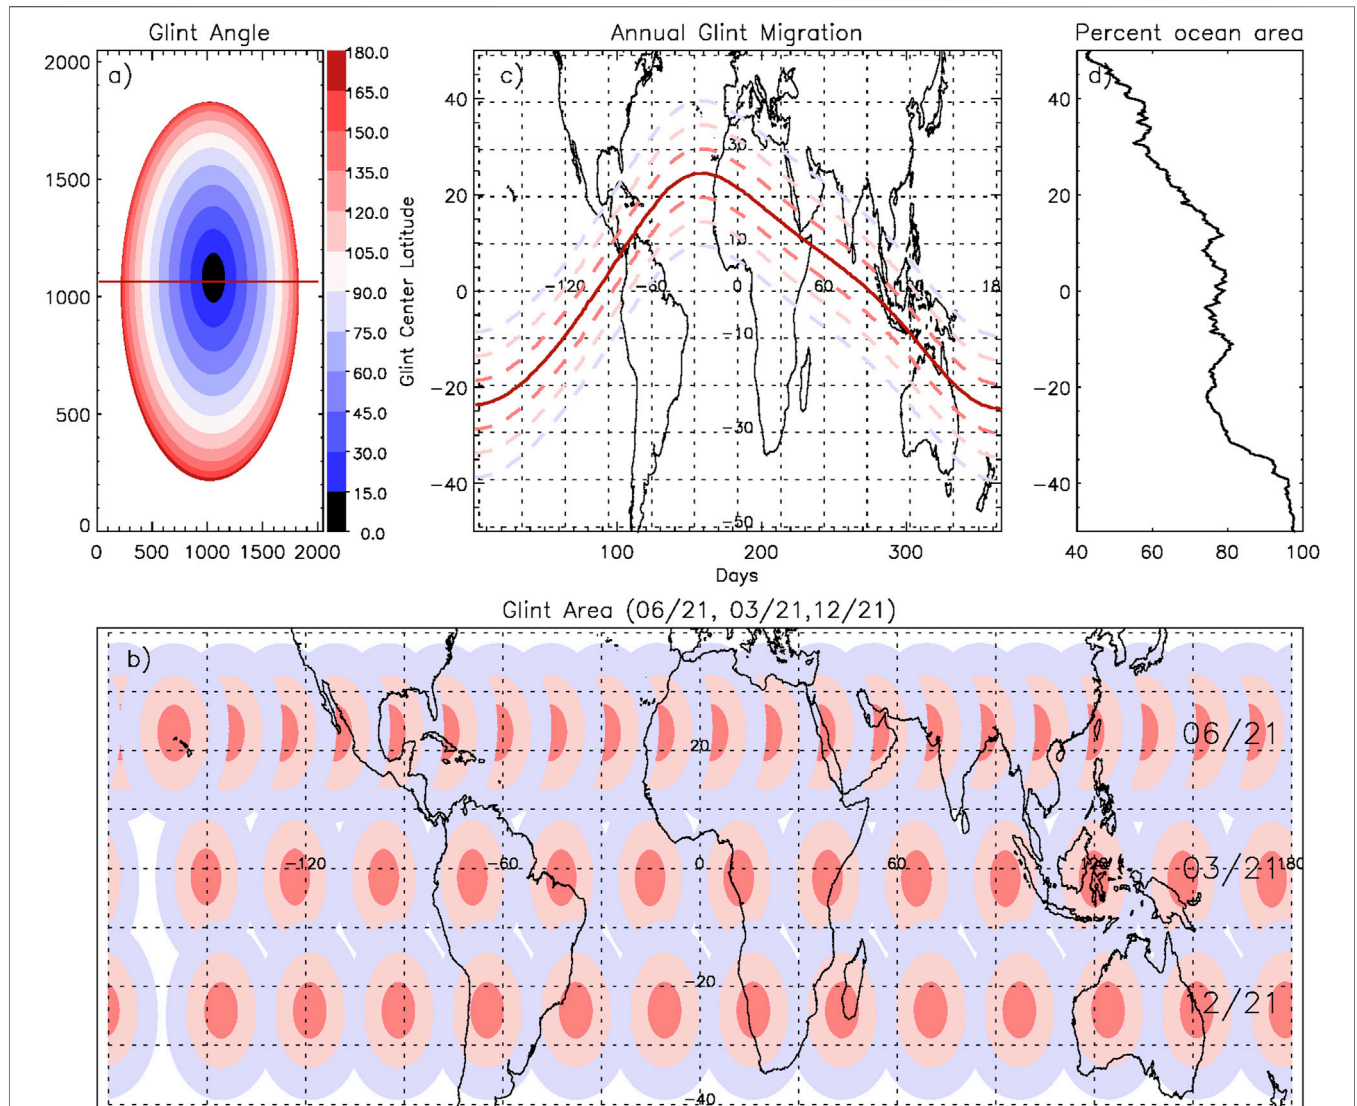 Glint Angle
a)
2000
1500
1000
500
0
0 500 1000 1500 2000
180.0
165.0
150.0
135.0
120.0
105.0
90.0
75.0
60.0
45.0
30.0
15.0
0.0
Annual Glint Migration
c)
Glint Center Latitude
40
20
0
−20
−40
30
10
−120 −60 0 60 120 18
−10
−30
−50
100 200 300
Days
Percent ocean area
d)
40
20
0
−20
−40
40 60 80 100
Glint Area (06/21, 03/21,12/21)
b)
20
06/21
−120 −60 0 60 120 180
03/21
−20
12/21
−40